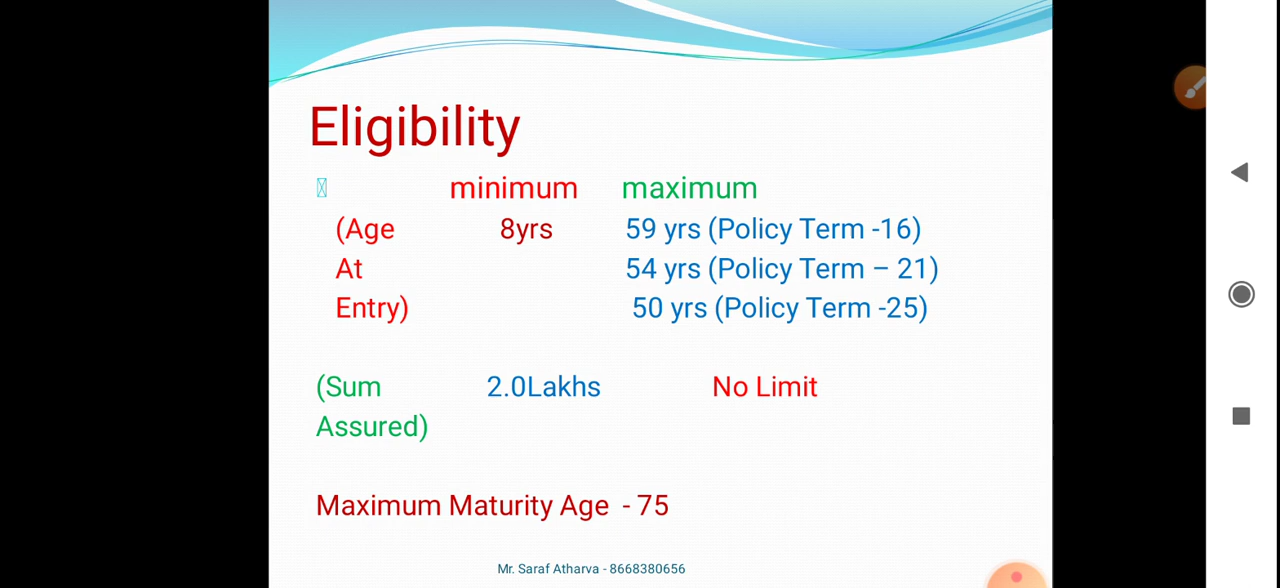 Eligibility
minimum maximum
(Age 8yrs 59 yrs (Policy Term -16)
At 54 yrs (Policy Term – 21)
Entry) 50 yrs (Policy Term -25)
(Sum 2.0Lakhs No Limit
Assured)
Maximum Maturity Age - 75
Mr. Saraf Atharva - 8668380656